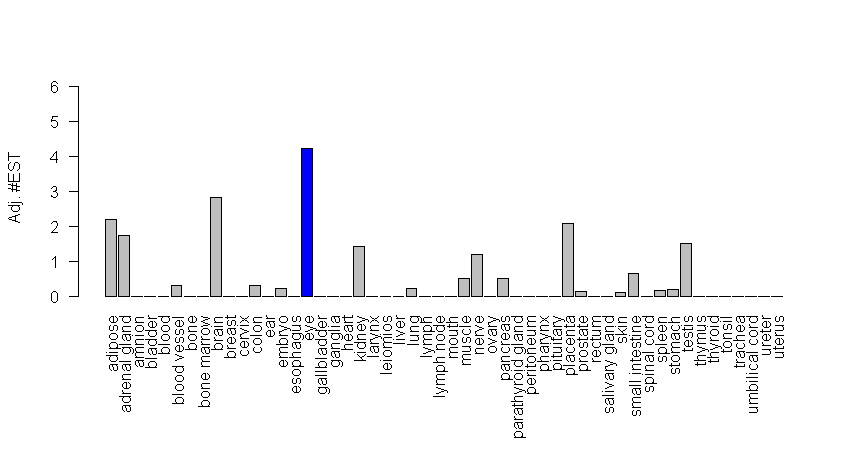 Adj. #EST
6
5
4
3
2
1
0
adipose
adrenal gland
amnion
bladder
blood
blood vessel
bone
bone marrow
brain
breast
cervix
colon
ear
embryo
esophagus
eye
gallbladder
ganglia
heart
kidney
larynx
leiomios
liver
lung
lymph
lymph node
mouth
muscle
nerve
ovary
pancreas
parathyroid gland
peritoneum
pharynx
pituitary
placenta
prostate
rectum
salivary gland
skin
small intestine
spinal cord
spleen
stomach
testis
thymus
thyroid
tonsil
trachea
umbilical cord
ureter
uterus